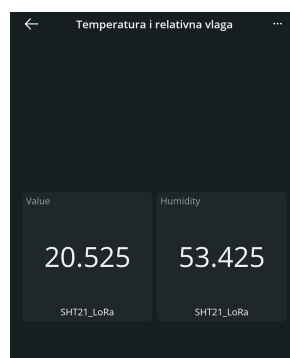 Temperatura i relativna vlaga
Value
Humidity
20.525
53.425
SHT21_LoRa
SHT21_LoRa